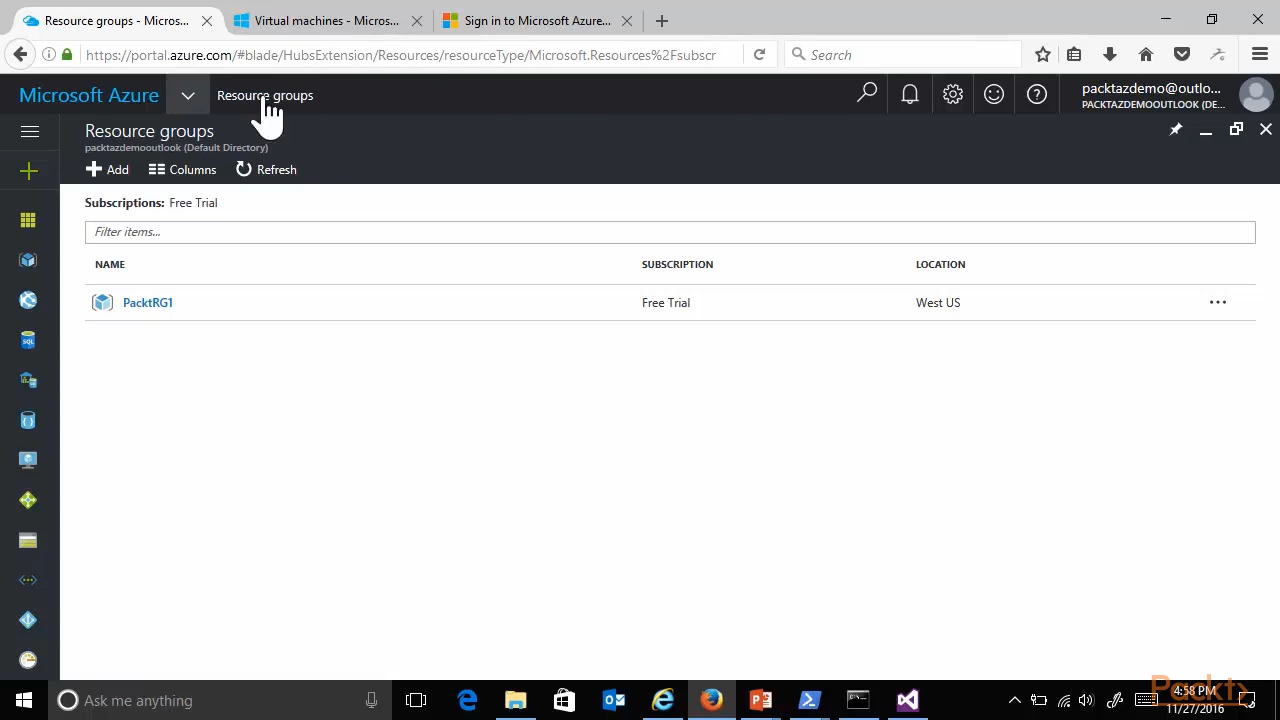 Resource groups - Micros...
Virtual machines - Micros...
Sign in to Microsoft Azure...
https://portal.azure.com/#blade/HubsExtension/Resources/resourceType/Microsoft.Resources%2Fsubscr
Search
Microsoft Azure
Resource groups
packtazdemo@outlo...
PACKTAZDEMOOUTLOOK (DE...
Resource groups
packtazdemooutlook (Default Directory)
Add
Columns
Refresh
Subscriptions: Free Trial
Filter items...
NAME
SUBSCRIPTION
LOCATION
PacktRG1
Free Trial
West US
SQL
Ask me anything
4:58 PM
11/27/2016
Packt